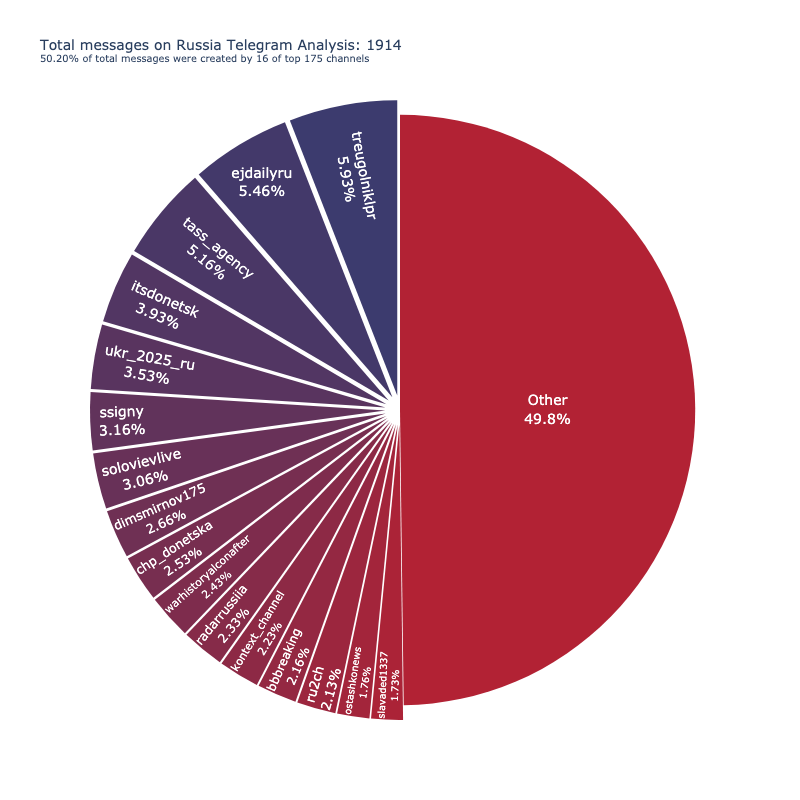 Total messages on Russia Telegram Analysis: 1914
50.20% of total messages were created by 16 of top 175 channels
treugolniklpr
5.93%
ejdailyru
5.46%
tass_agency
5.16%
itsdonetsk
3.93%
ukr_2025_ru
3.53%
ssigny
3.16%
solovievlive
3.06%
dimsmirnov175
2.66%
chp_donetska
2.53%
warhistoryalconafter
2.43%
radarrussiia
2.33%
kontext_channel
2.23%
bbbreaking
2.16%
ru2ch
2.13%
ostashkonews
1.76%
slavaded1337
1.73%
Other
49.8%